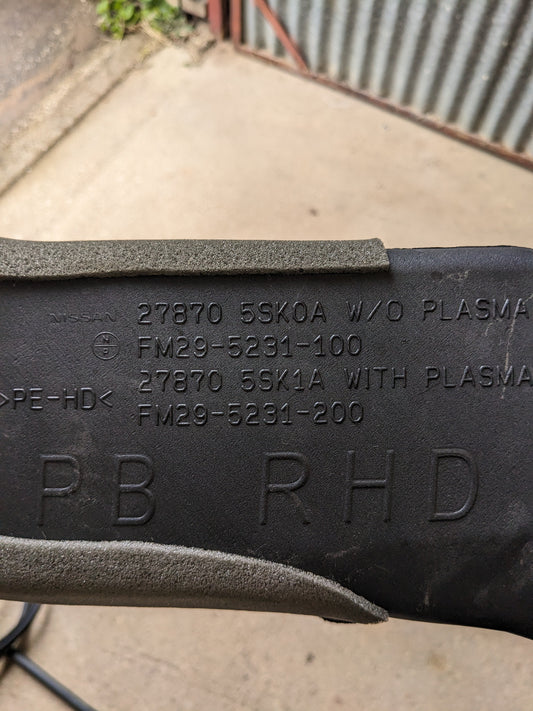 NISSAN 27870 5SK0A W/O PLASMA
N J FM29-5231-100
27870 5SK1A WITH PLASMA
>PE-HD< FM29-5231-200
PB RHD